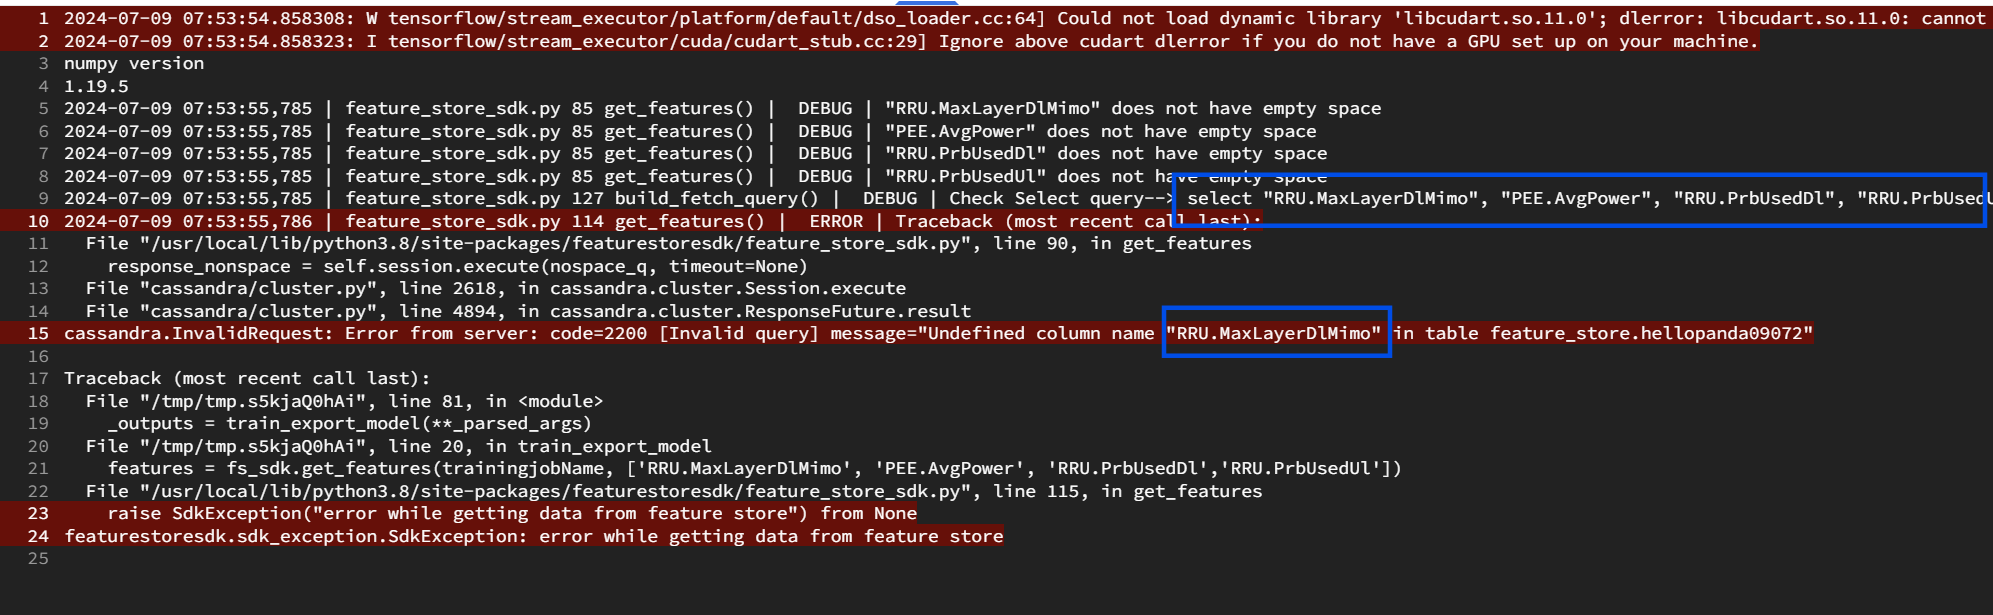 1 2024-07-09 07:53:54.858308: W tensorflow/stream_executor/platform/default/dso_loader.cc:64] Could not load dynamic library 'libcudart.so.11.0'; dlerror: libcudart.so.11.0: cannot
2 2024-07-09 07:53:54.858323: I tensorflow/stream_executor/cuda/cudart_stub.cc:29] Ignore above cudart dlerror if you do not have a GPU set up on your machine.
3 numpy version
4 1.19.5
5 2024-07-09 07:53:55,785 | feature_store_sdk.py 85 get_features() |  DEBUG | "RRU.MaxLayerDlMimo" does not have empty space
6 2024-07-09 07:53:55,785 | feature_store_sdk.py 85 get_features() |  DEBUG | "PEE.AvgPower" does not have empty space
7 2024-07-09 07:53:55,785 | feature_store_sdk.py 85 get_features() |  DEBUG | "RRU.PrbUsedDl" does not have empty space
8 2024-07-09 07:53:55,785 | feature_store_sdk.py 85 get_features() |  DEBUG | "RRU.PrbUsedUl" does not have empty space
9 2024-07-09 07:53:55,785 | feature_store_sdk.py 127 build_fetch_query() |  DEBUG | Check Select query--> select "RRU.MaxLayerDlMimo", "PEE.AvgPower", "RRU.PrbUsedDl", "RRU.PrbUsedU
10 2024-07-09 07:53:55,786 | feature_store_sdk.py 114 get_features() |  ERROR | Traceback (most recent call last):
11   File "/usr/local/lib/python3.8/site-packages/featurestoresdk/feature_store_sdk.py", line 90, in get_features
12     response_nonspace = self.session.execute(nospace_q, timeout=None)
13   File "cassandra/cluster.py", line 2618, in cassandra.cluster.Session.execute
14   File "cassandra/cluster.py", line 4894, in cassandra.cluster.ResponseFuture.result
15 cassandra.InvalidRequest: Error from server: code=2200 [Invalid query] message="Undefined column name "RRU.MaxLayerDlMimo" in table feature_store.hellopanda09072"
16
17 Traceback (most recent call last):
18   File "/tmp/tmp.s5kjaQ0hAi", line 81, in <module>
19     _outputs = train_export_model(**_parsed_args)
20   File "/tmp/tmp.s5kjaQ0hAi", line 20, in train_export_model
21     features = fs_sdk.get_features(trainingjobName, ['RRU.MaxLayerDlMimo', 'PEE.AvgPower', 'RRU.PrbUsedDl','RRU.PrbUsedUl'])
22   File "/usr/local/lib/python3.8/site-packages/featurestoresdk/feature_store_sdk.py", line 115, in get_features
23     raise SdkException("error while getting data from feature store") from None
24 featurestoresdk.sdk_exception.SdkException: error while getting data from feature store
25